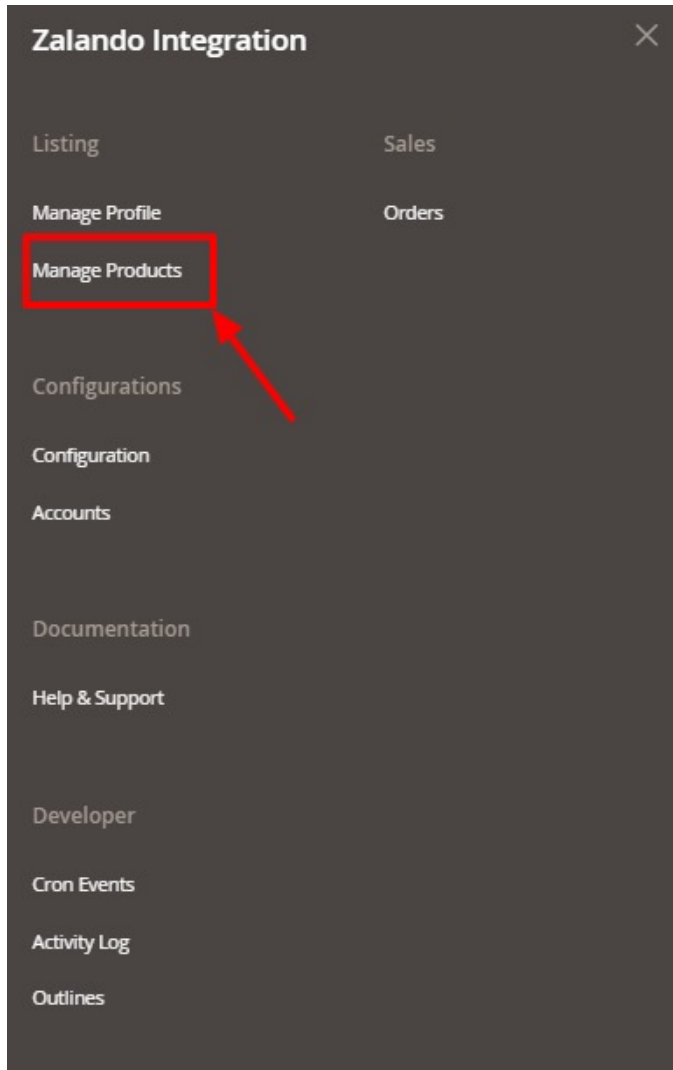 Zalando Integration
Listing
Manage Profile
Manage Products
Sales
Orders
Configurations
Configuration
Accounts
Documentation
Help & Support
Developer
Cron Events
Activity Log
Outlines